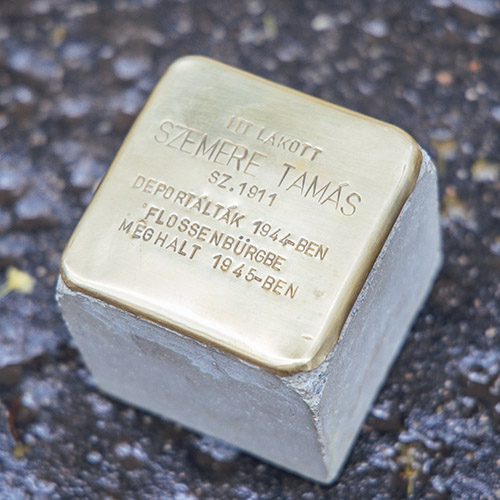 ITT LAKOTT
SZEMERE TAMÁS
SZ. 1911
DEPORTÁLTÁK 1944-BEN
FLOSSENBÜRGBE
MEGHALT 1945-BEN